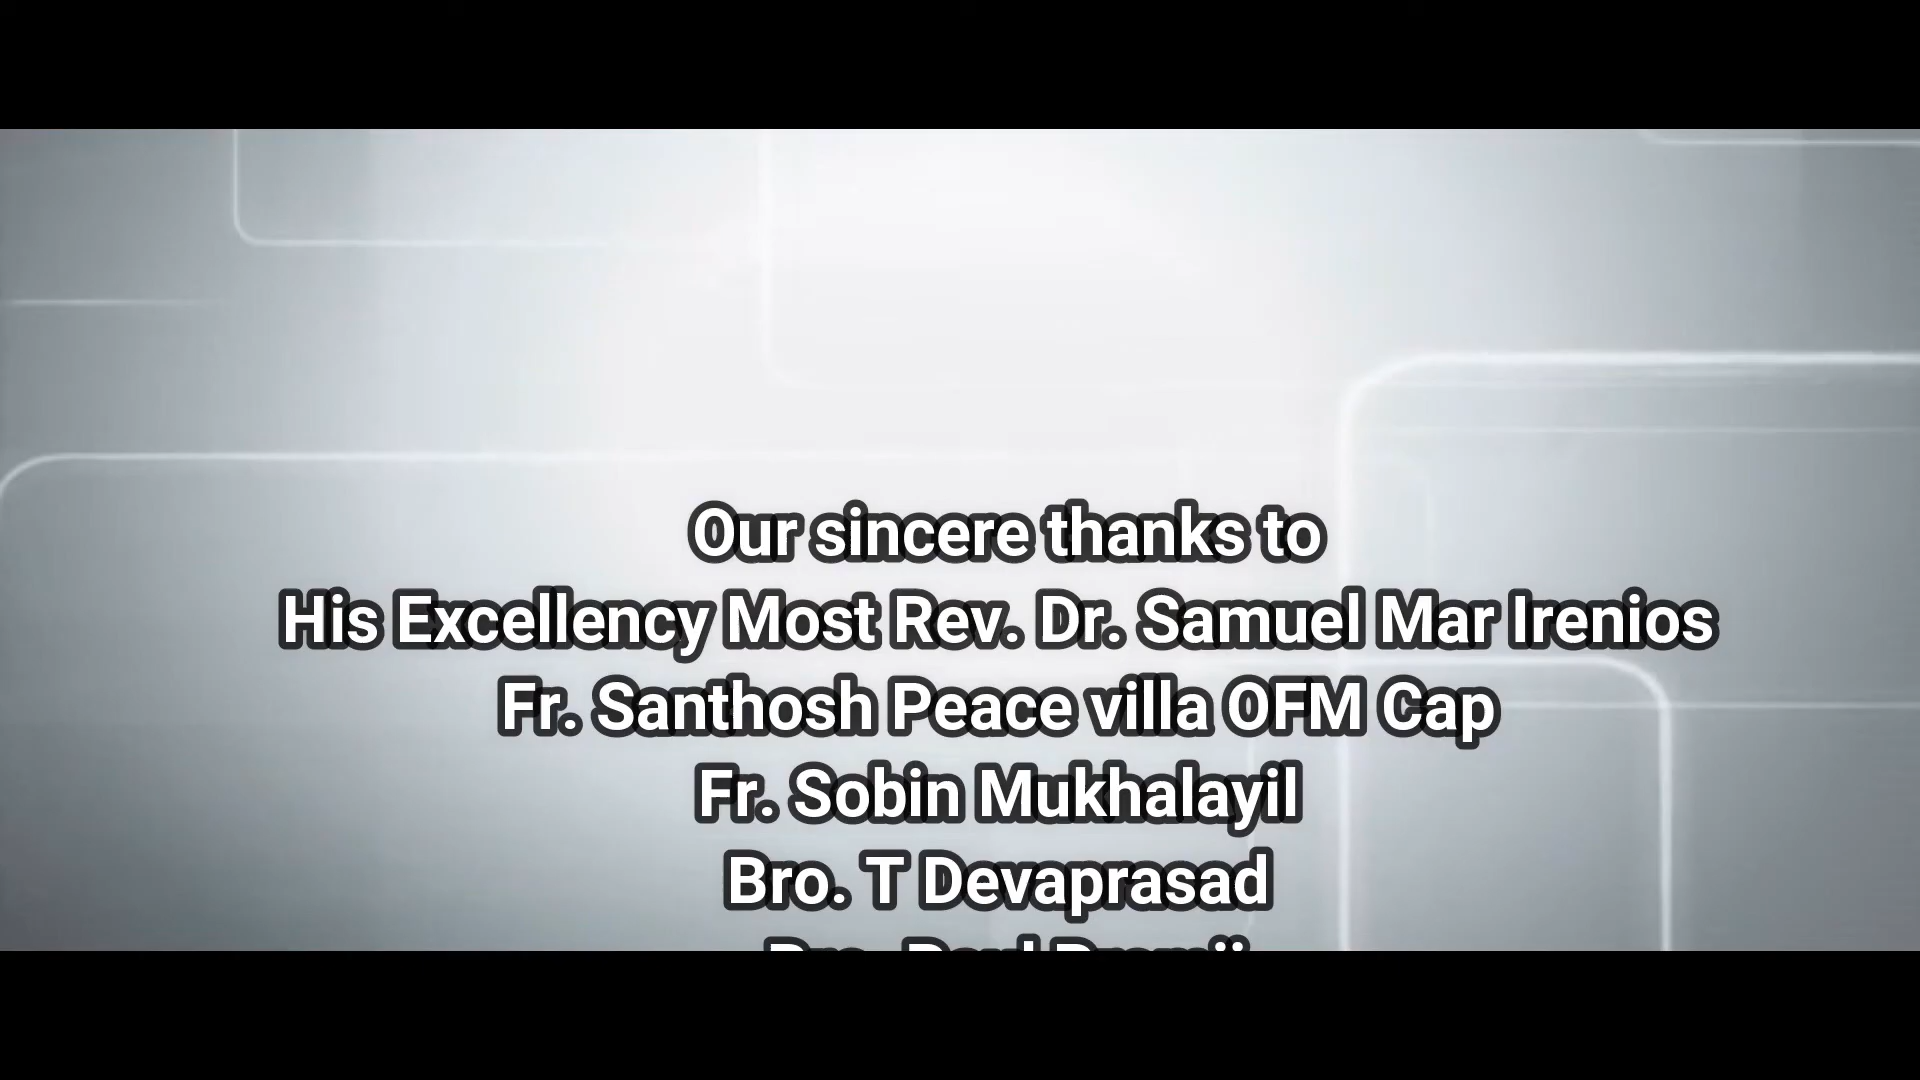 Our sincere thanks to
His Excellency Most Rev. Dr. Samuel Mar Irenios
Fr. Santhosh Peace villa OFM Cap
Fr. Sobin Mukhalayil
Bro. T Devaprasad